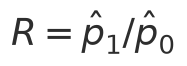 R = p̂₁/p̂₀